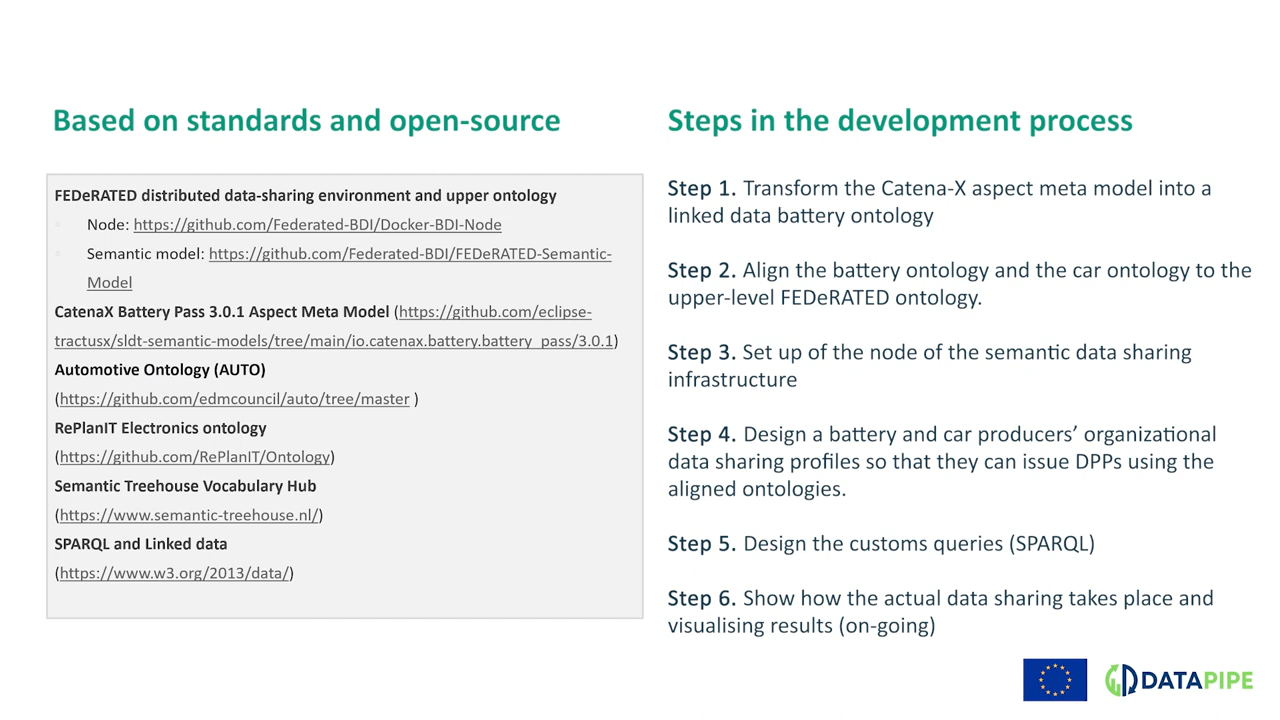 Based on standards and open-source
FEDeRATED distributed data-sharing environment and upper ontology
Node: https://github.com/Federated-BDI/Docker-BDI-Node
Semantic model: https://github.com/Federated-BDI/FEDeRATED-Semantic-
Model
CatenaX Battery Pass 3.0.1 Aspect Meta Model (https://github.com/eclipse-
tractusx/sldt-semantic-models/tree/main/io.catenax.battery.battery_pass/3.0.1)
Automotive Ontology (AUTO)
(https://github.com/edmcouncil/auto/tree/master )
RePlanIT Electronics ontology
(https://github.com/RePlanIT/Ontology)
Semantic Treehouse Vocabulary Hub
(https://www.semantic-treehouse.nl/)
SPARQL and Linked data
(https://www.w3.org/2013/data/)
Steps in the development process
Step 1. Transform the Catena-X aspect meta model into a
linked data battery ontology
Step 2. Align the battery ontology and the car ontology to the
upper-level FEDeRATED ontology.
Step 3. Set up of the node of the semantic data sharing
infrastructure
Step 4. Design a battery and car producers’ organizational
data sharing profiles so that they can issue DPPs using the
aligned ontologies.
Step 5. Design the customs queries (SPARQL)
Step 6. Show how the actual data sharing takes place and
visualising results (on-going)
DATAPIPE